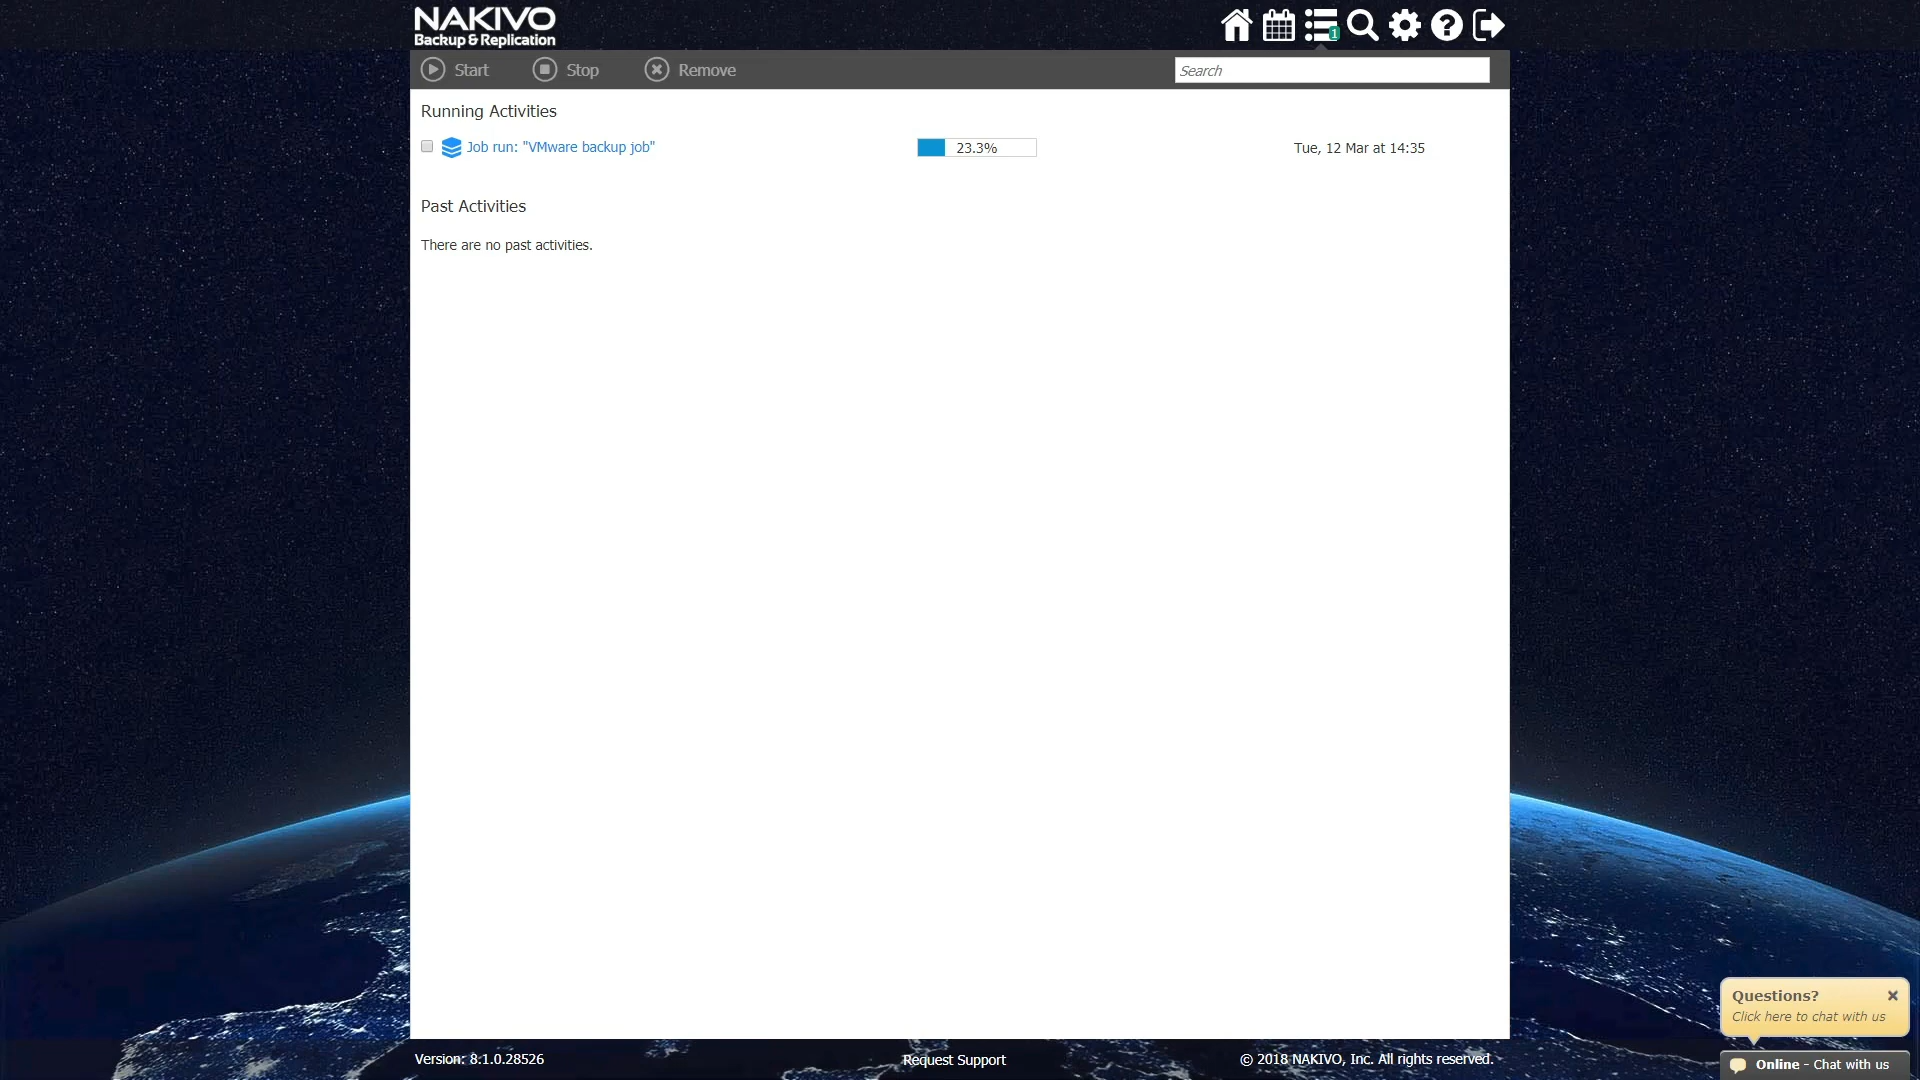 NAKIVO
Backup & Replication
1
Start
Stop
Remove
Search
Running Activities
Job run: "VMware backup job"
23.3%
Tue, 12 Mar at 14:35
Past Activities
There are no past activities.
Questions?
Click here to chat with us
Version: 8.1.0.28526
Request Support
© 2018 NAKIVO, Inc. All rights reserved.
Online - Chat with us